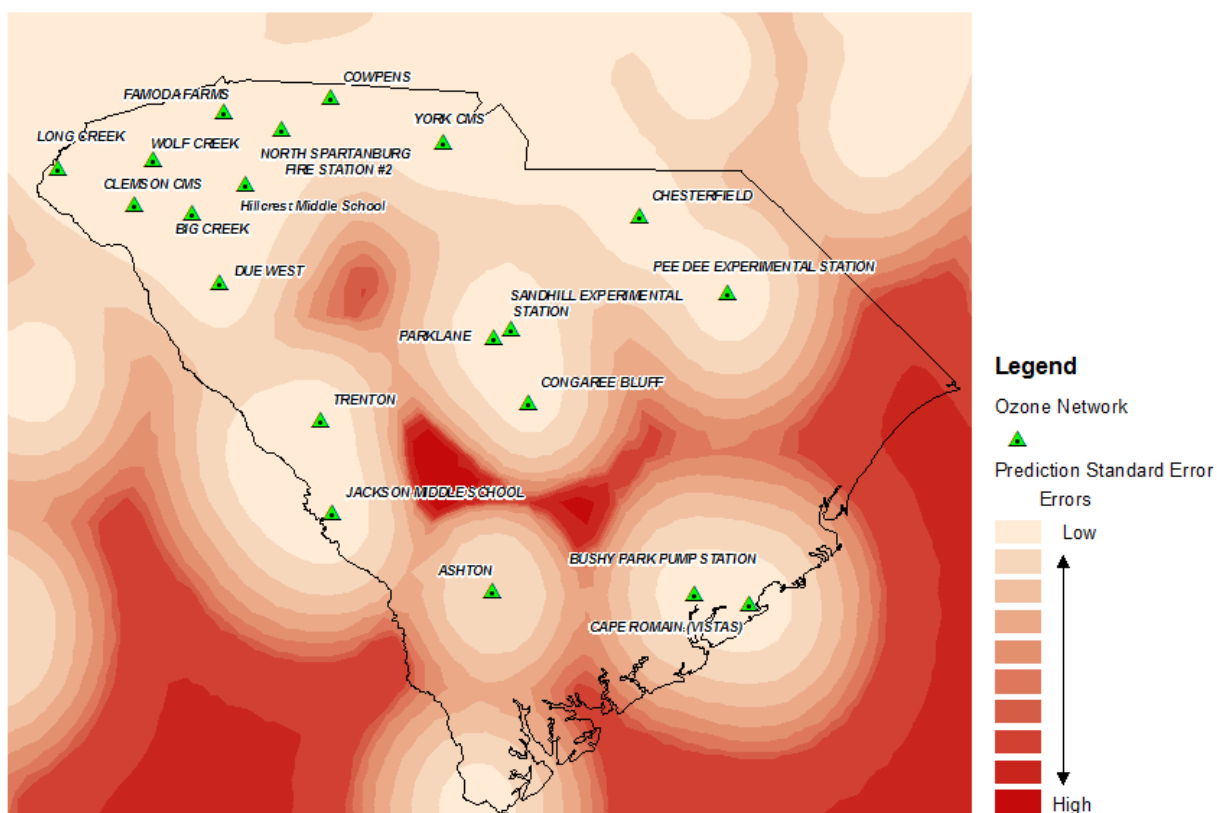 COWPENS
FAMODA FARMS
YORK CMS
LONG CREEK
WOLF CREEK
NORTH SPARTANBURG
FIRE STATION #2
CLEMSON CMS
Hillcrest Middle School
BIG CREEK
CHESTERFIELD
DUE WEST
PEE DEE EXPERIMENTAL STATION
SANDHILL EXPERIMENTAL
STATION
PARKLANE
CONGAREE BLUFF
TRENTON
JACKSON MIDDLE SCHOOL
ASHTON
BUSHY PARK PUMP STATION
CAPE ROMAIN (VISTAS)
Legend
Ozone Network
Prediction Standard Error
Errors
Low
High